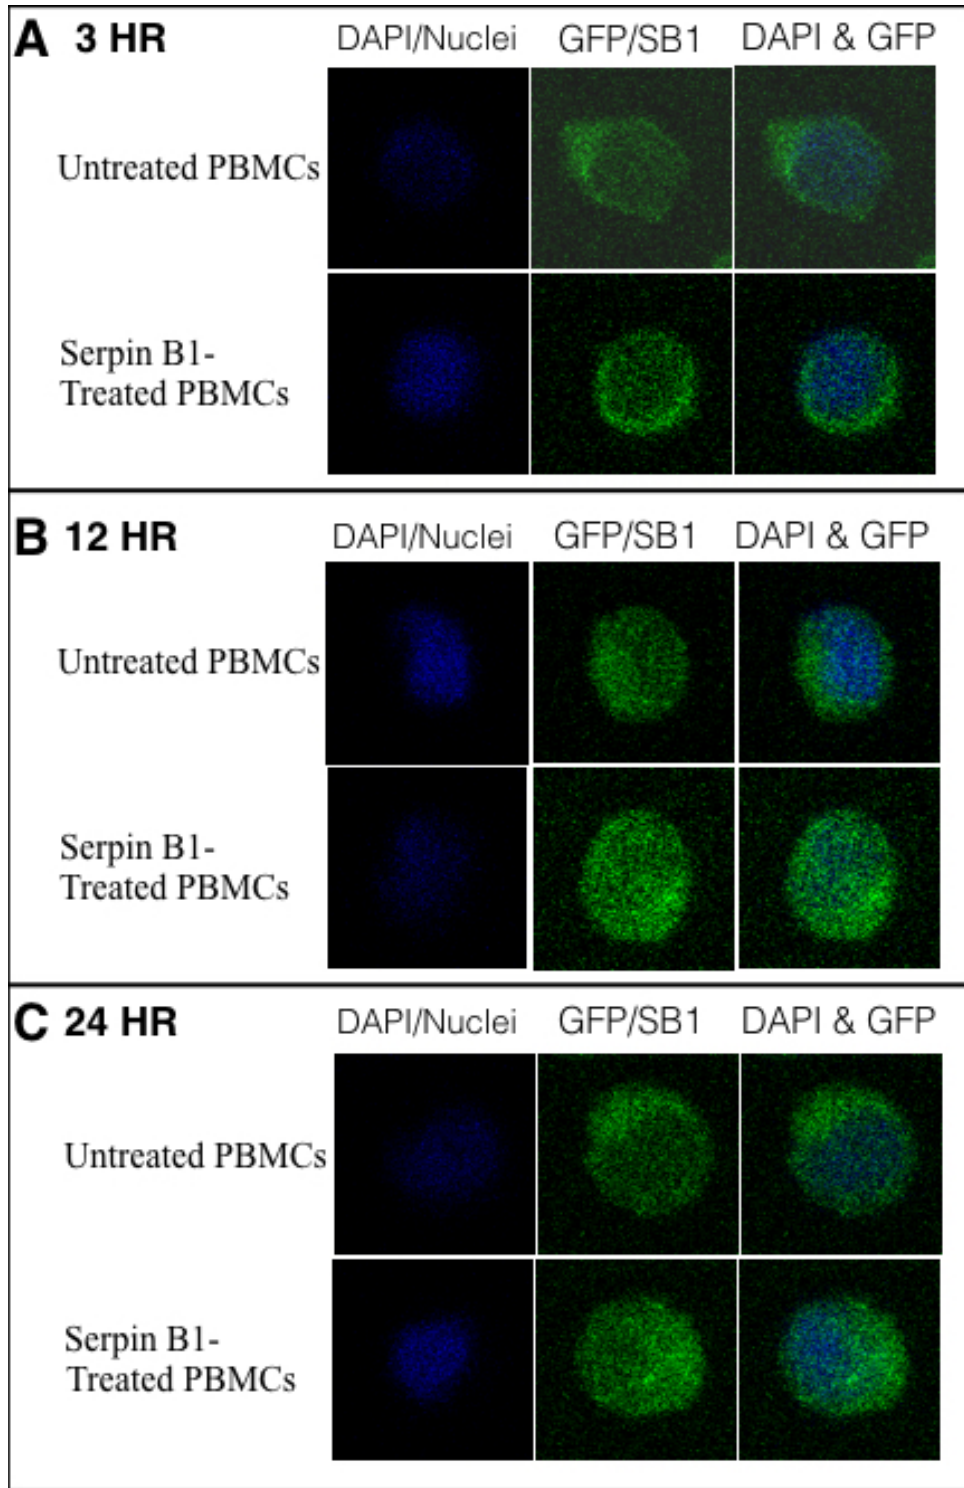 A 3 HR
DAPI/Nuclei GFP/SB1 DAPI & GFP
Untreated PBMCs
Serpin B1-
Treated PBMCs
B 12 HR
DAPI/Nuclei GFP/SB1 DAPI & GFP
Untreated PBMCs
Serpin B1-
Treated PBMCs
C 24 HR
DAPI/Nuclei GFP/SB1 DAPI & GFP
Untreated PBMCs
Serpin B1-
Treated PBMCs